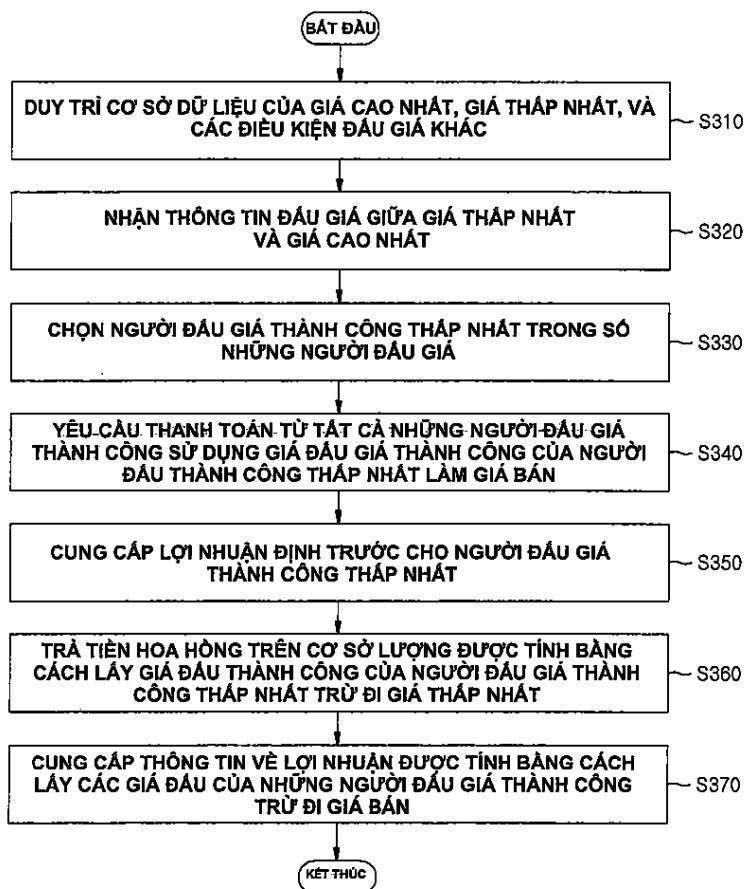 BẮT ĐẦU
DUY TRÌ CƠ SỞ DỮ LIỆU CỦA GIÁ CAO NHẤT, GIÁ THẤP NHẤT, VÀ
CÁC ĐIỀU KIỆN ĐẤU GIÁ KHÁC
S310
NHẬN THÔNG TIN ĐẤU GIÁ GIỮA GIÁ THẤP NHẤT
VÀ GIÁ CAO NHẤT
S320
CHỌN NGƯỜI ĐẤU GIÁ THÀNH CÔNG THẤP NHẤT TRONG SỐ
NHỮNG NGƯỜI ĐẤU GIÁ
S330
YÊU CẦU THANH TOÁN TỪ TẤT CẢ NHỮNG NGƯỜI ĐẤU GIÁ
THÀNH CÔNG SỬ DỤNG GIÁ ĐẤU GIÁ THÀNH CÔNG CỦA NGƯỜI
ĐẤU THÀNH CÔNG THẤP NHẤT LÀM GIÁ BÁN
S340
CUNG CẤP LỢI NHUẬN ĐỊNH TRƯỚC CHO NGƯỜI ĐẤU GIÁ
THÀNH CÔNG THẤP NHẤT
S350
TRẢ TIỀN HOA HỒNG TRÊN CƠ SỞ LƯỢNG ĐƯỢC TÍNH BẰNG
CÁCH LẤY GIÁ ĐẤU THÀNH CÔNG CỦA NGƯỜI ĐẤU GIÁ THÀNH
CÔNG THẤP NHẤT TRỪ ĐI GIÁ THẤP NHẤT
S360
CUNG CẤP THÔNG TIN VỀ LỢI NHUẬN ĐƯỢC TÍNH BẰNG CÁCH
LẤY CÁC GIÁ ĐẤU CỦA NHỮNG NGƯỜI ĐẤU GIÁ THÀNH CÔNG
TRỪ ĐI GIÁ BÁN
S370
KẾT THÚC